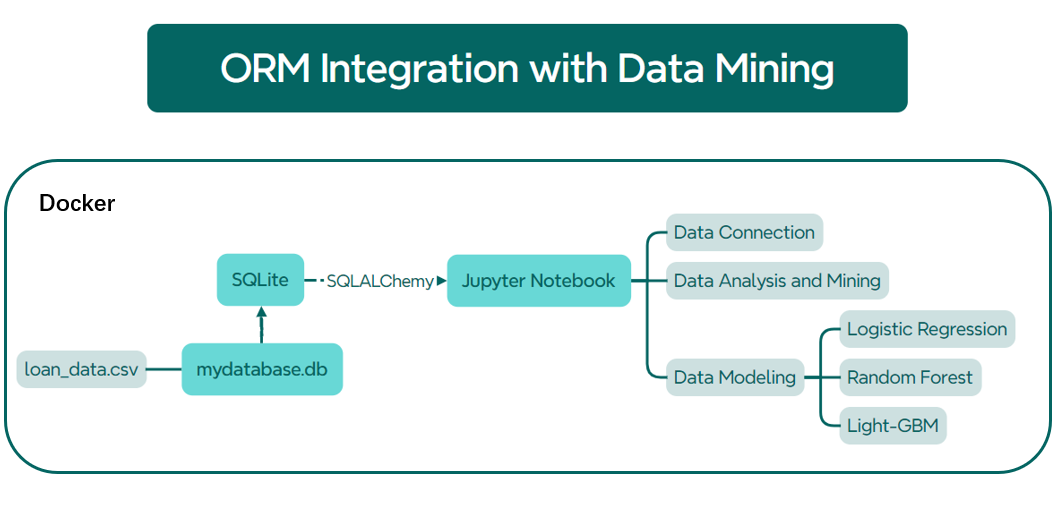 ORM Integration with Data Mining
Docker
Data Connection
SQLite
SQLALChemy
Jupyter Notebook
Data Analysis and Mining
Logistic Regression
loan_data.csv
mydatabase.db
Data Modeling
Random Forest
Light-GBM